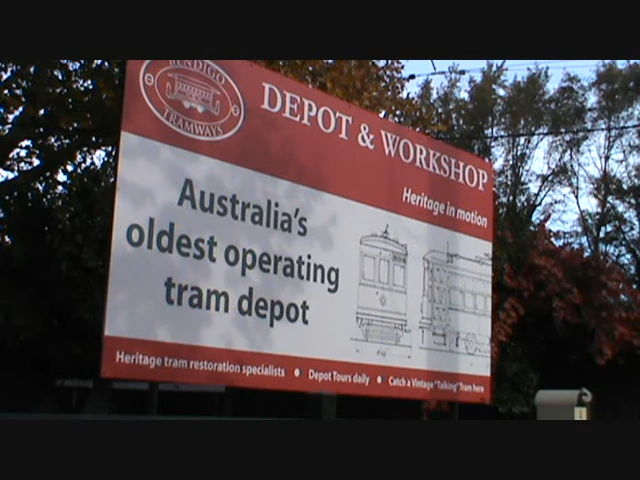 BENDIGO
TRAMWAYS
DEPOT & WORKSHOP
Heritage in motion
Australia's
oldest operating
tram depot
Heritage tram restoration specialists • Depot Tours daily • Catch a Vintage "Talking" Tram here